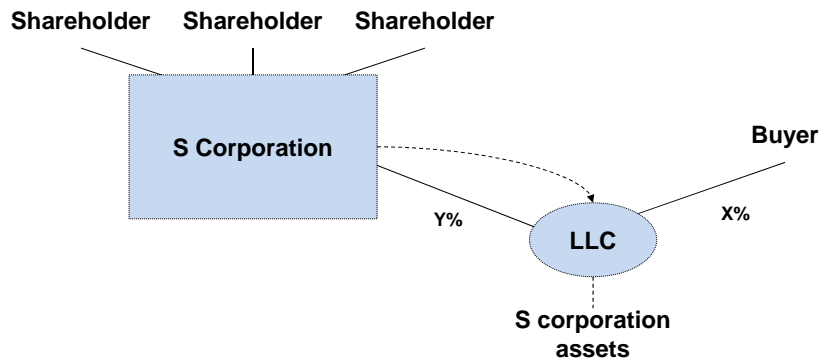 Shareholder Shareholder Shareholder
S Corporation
Buyer
Y%
X%
LLC
S corporation
assets